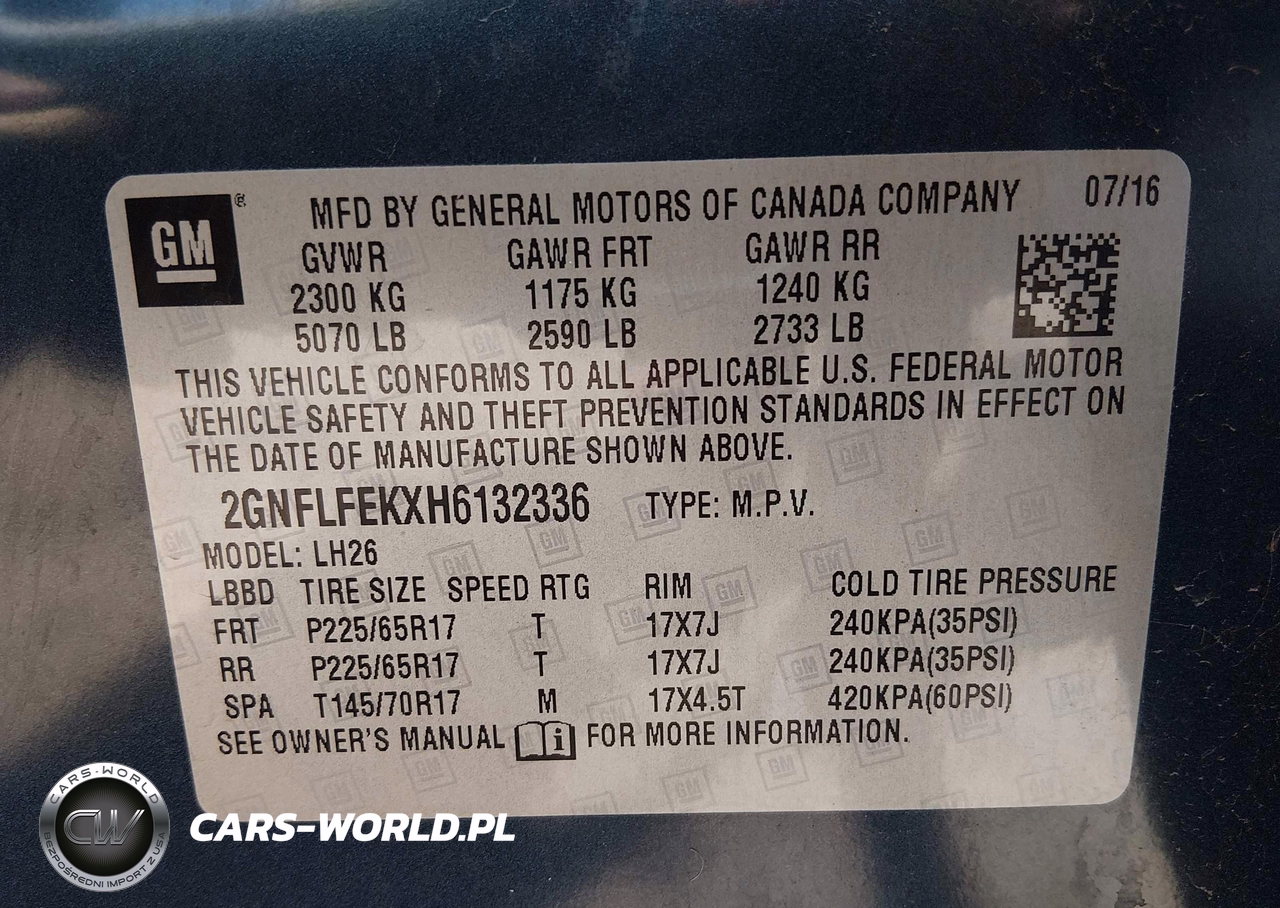 GM ® MFD BY GENERAL MOTORS OF CANADA COMPANY 07/16
GVWR GAWR FRT GAWR RR
2300 KG 1175 KG 1240 KG
5070 LB 2590 LB 2733 LB
THIS VEHICLE CONFORMS TO ALL APPLICABLE U.S. FEDERAL MOTOR
VEHICLE SAFETY AND THEFT PREVENTION STANDARDS IN EFFECT ON
THE DATE OF MANUFACTURE SHOWN ABOVE.
2GNFLFEKXH6132336 TYPE: M.P.V.
MODEL: LH26
LBBD TIRE SIZE SPEED RTG RIM COLD TIRE PRESSURE
FRT P225/65R17 T 17X7J 240KPA(35PSI)
RR P225/65R17 T 17X7J 240KPA(35PSI)
SPA T145/70R17 M 17X4.5T 420KPA(60PSI)
SEE OWNER'S MANUAL i FOR MORE INFORMATION.
CARS-WORLD
CW
BEZPOŚREDNI IMPORT Z USA
CARS-WORLD.PL